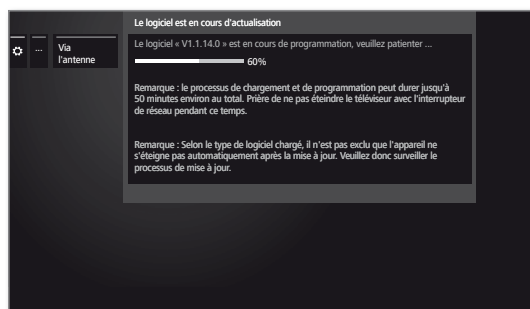 Le logiciel est en cours d'actualisation
...
Via
l'antenne
Le logiciel « V1.1.14.0 » est en cours de programmation, veuillez patienter ...
60%
Remarque : le processus de chargement et de programmation peut durer jusqu'à
50 minutes environ au total. Prière de ne pas éteindre le téléviseur avec l'interrupteur
de réseau pendant ce temps.
Remarque : Selon le type de logiciel chargé, il n'est pas exclu que l'appareil ne
s'éteigne pas automatiquement après la mise à jour. Veuillez donc surveiller le
processus de mise à jour.